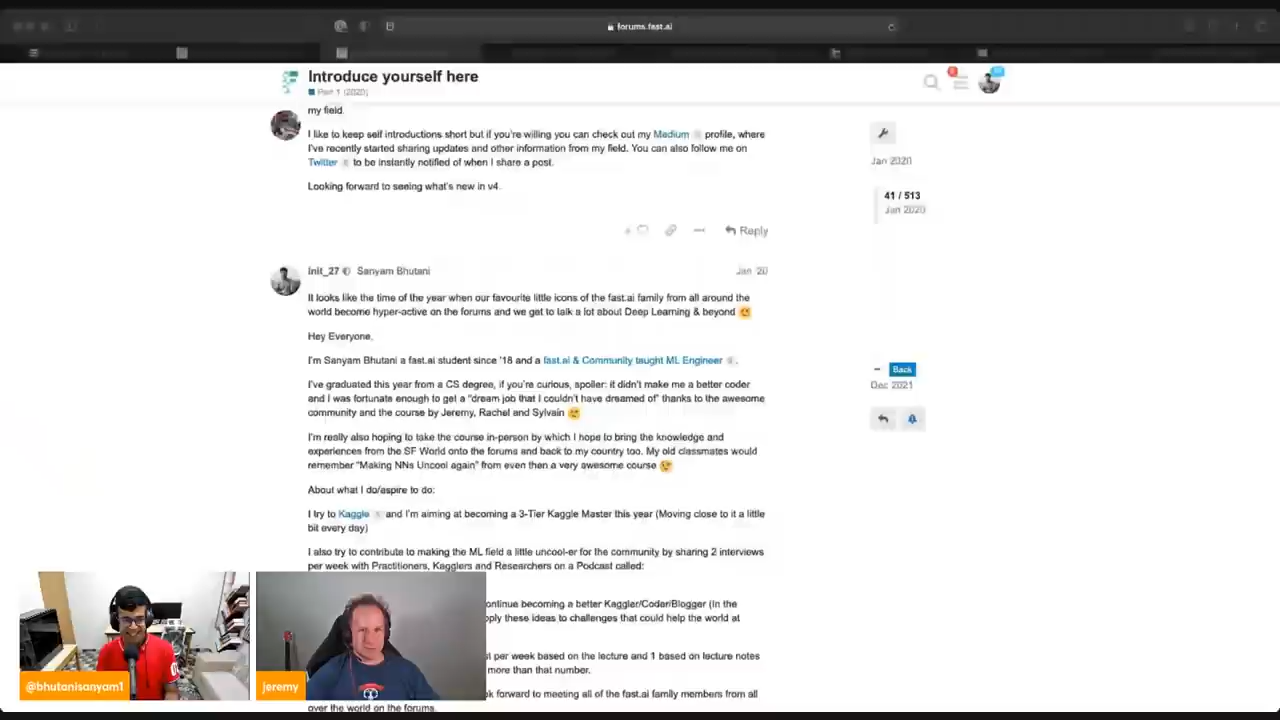 forums.fast.ai
Introduce yourself here
Part 1 (2020)
my field.
I like to keep self introductions short but if you're willing you can check out my Medium profile, where
I've recently started sharing updates and other information from my field. You can also follow me on
Twitter to be instantly notified of when I share a post.
Looking forward to seeing what's new in v4.
Reply
Jan 2020
41 / 513
Jan 2020
Back
Dec 2021
init_27 Sanyam Bhutani
Jan '20
It looks like the time of the year when our favourite little icons of the fast.ai family from all around the
world become hyper-active on the forums and we get to talk a lot about Deep Learning & beyond
Hey Everyone,
I'm Sanyam Bhutani a fast.ai student since '18 and a fast.ai & Community taught ML Engineer .
I've graduated this year from a CS degree, if you're curious, spoiler: it didn't make me a better coder
and I was fortunate enough to get a "dream job that I couldn't have dreamed of" thanks to the awesome
community and the course by Jeremy, Rachel and Sylvain
I'm really also hoping to take the course in-person by which I hope to bring the knowledge and
experiences from the SF World onto the forums and back to my country too. My old classmates would
remember "Making NNs Uncool again" from even then a very awesome course
About what I do/aspire to do:
I try to Kaggle and I'm aiming at becoming a 3-Tier Kaggle Master this year (Moving close to it a little
bit every day)
I also try to contribute to making the ML field a little uncool-er for the community by sharing 2 interviews
per week with Practitioners, Kagglers and Researchers on a Podcast called:
ontinue becoming a better Kaggler/Coder/Blogger (In the
ply these ideas to challenges that could help the world at
st per week based on the lecture and 1 based on lecture notes
more than that number.
ok forward to meeting all of the fast.ai family members from all
over the world on the forums.
@bhutanisanyam1
jeremy